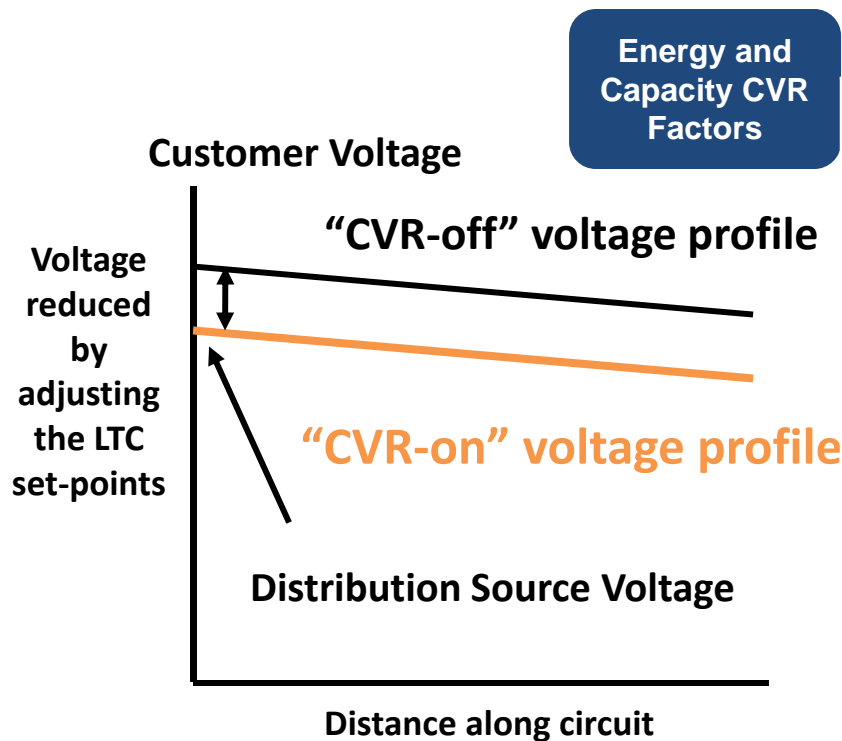 Energy and
Capacity CVR
Factors
Customer Voltage
“CVR-off” voltage profile
Voltage
reduced
by
adjusting
the LTC
set-points
“CVR-on” voltage profile
Distribution Source Voltage
Distance along circuit